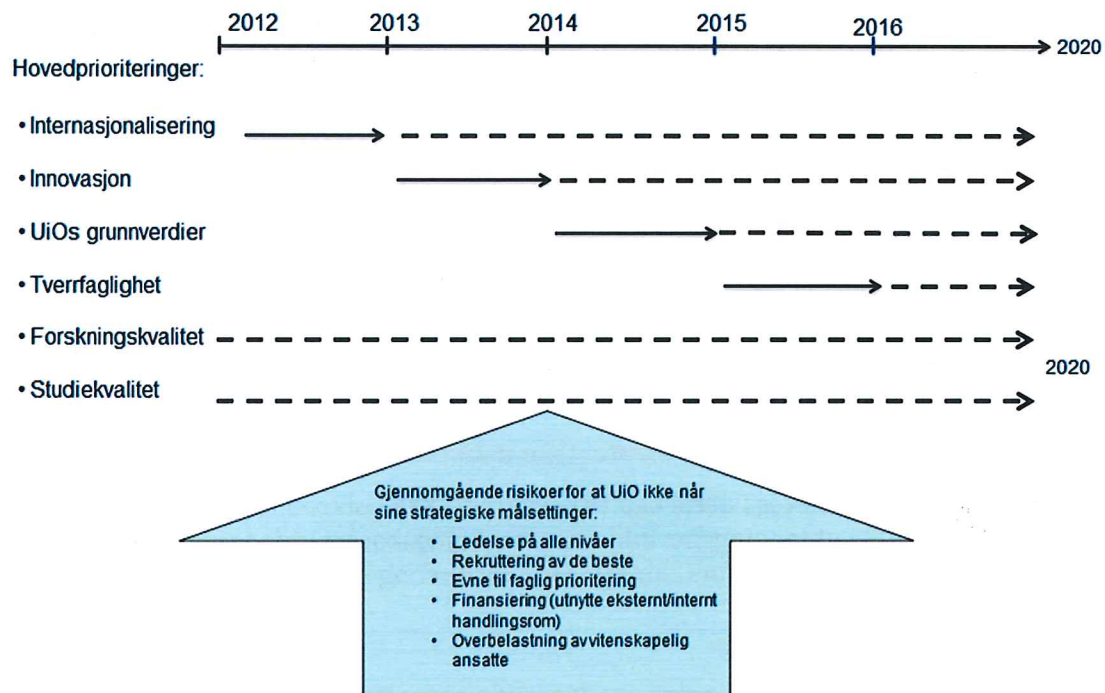 2012 2013 2014 2015 2016
2020
Hovedprioriteringer:
• Internasjonalisering
• Innovasjon
• UiOs grunnverdier
• Tverrfaglighet
• Forskningskvalitet
2020
• Studiekvalitet
Gjennomgående risikoer for at UiO ikke når
sine strategiske målsettinger:
• Ledelse på alle nivåer
• Rekruttering av de beste
• Evne til faglig prioritering
• Finansiering (utnytte eksternt/internt
handlingsrom)
• Overbelastning av vitenskapelig
ansatte